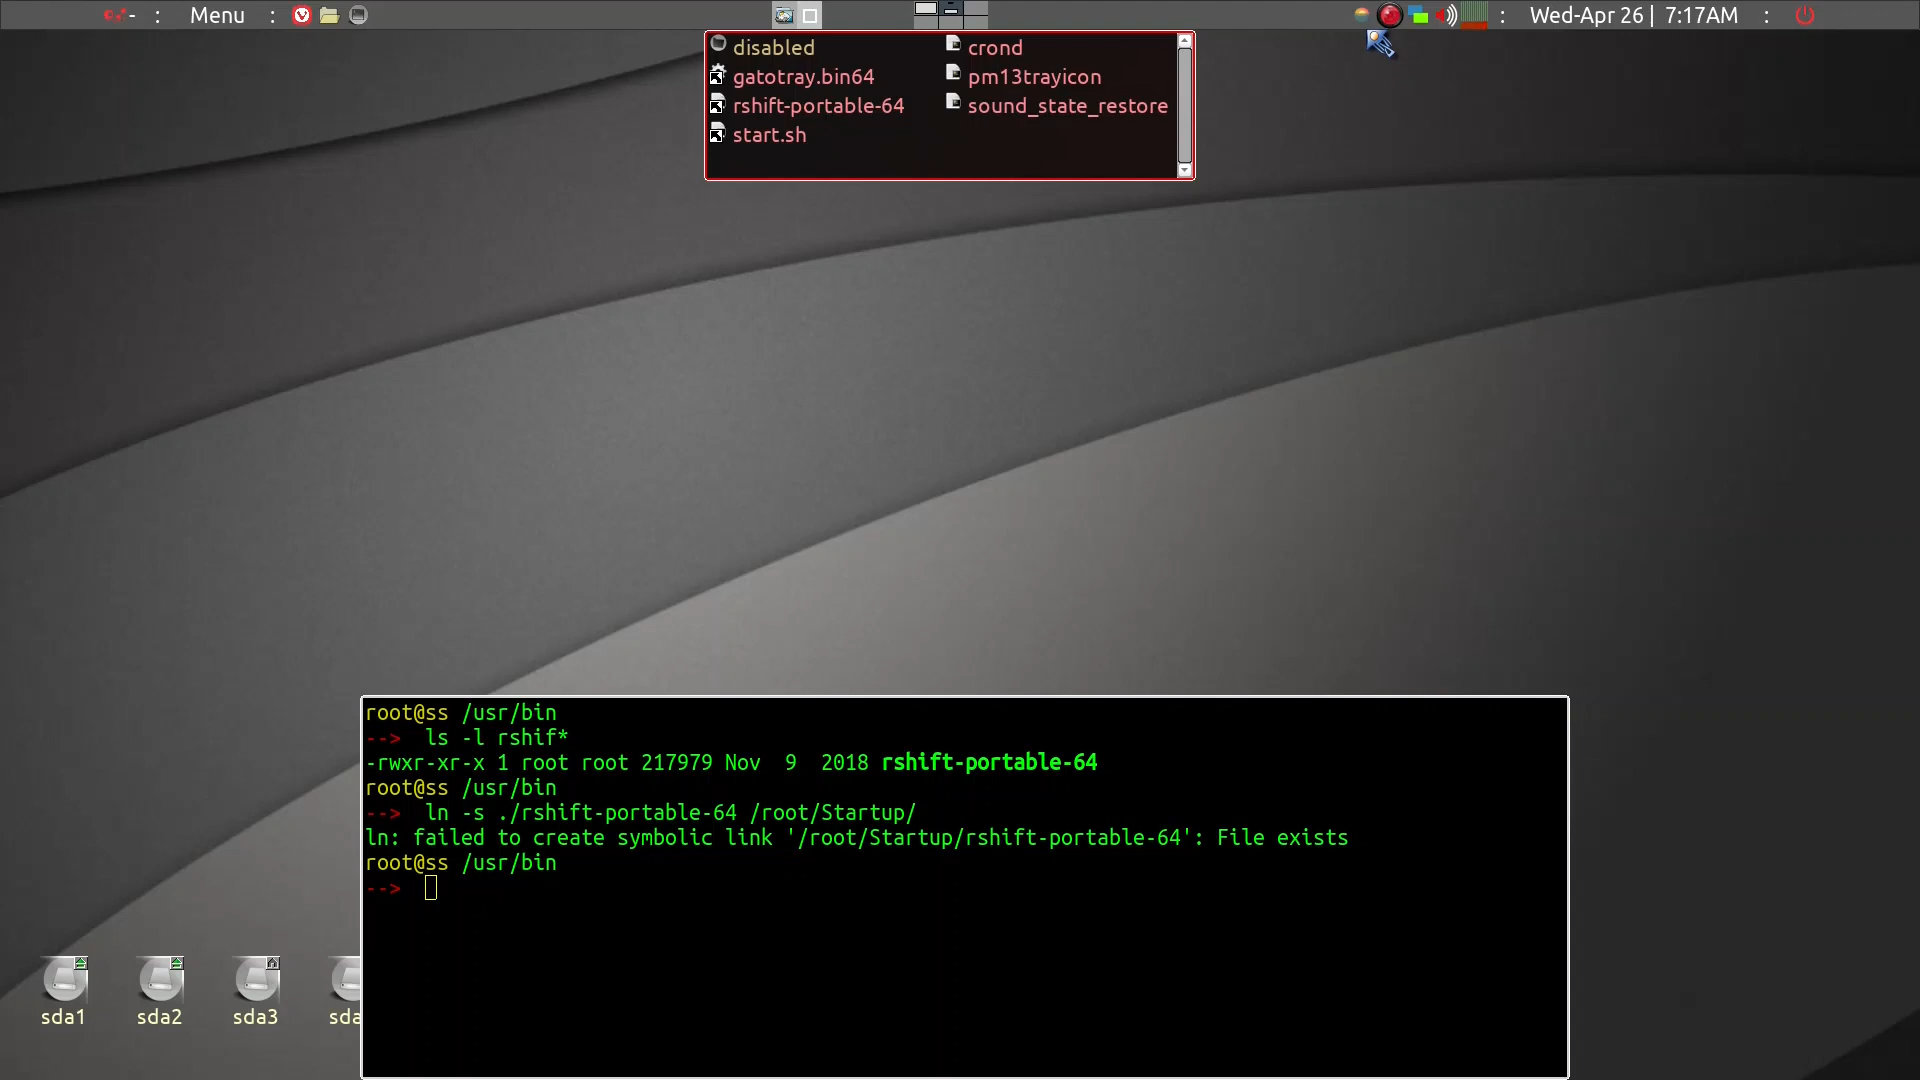 : Menu :
: Wed-Apr 26 | 7:17AM :
disabled
gatotray.bin64
rshift-portable-64
start.sh
crond
pm13trayicon
sound_state_restore
root@ss /usr/bin
--> ls -l rshif*
-rwxr-xr-x 1 root root 217979 Nov  9  2018 rshift-portable-64
root@ss /usr/bin
--> ln -s ./rshift-portable-64 /root/Startup/
ln: failed to create symbolic link '/root/Startup/rshift-portable-64': File exists
root@ss /usr/bin
-->
sda1
sda2
sda3
sda